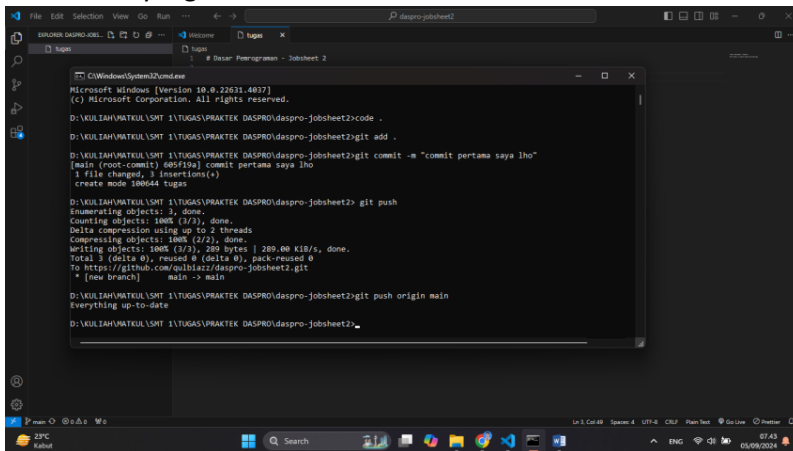 File Edit Selection View Go Run ...
daspro-jobsheet2
EXPLORER: DASPRO-JOBS...
Welcome
tugas
tugas
tugas
1 # Dasar Pemrograman - Jobsheet 2
C:\Windows\System32\cmd.exe
Microsoft Windows [Version 10.0.22631.4037]
(c) Microsoft Corporation. All rights reserved.
D:\KULIAH\MATKUL\SMT 1\TUGAS\PRAKTEK DASPRO\daspro-jobsheet2>code .
D:\KULIAH\MATKUL\SMT 1\TUGAS\PRAKTEK DASPRO\daspro-jobsheet2>git add .
D:\KULIAH\MATKUL\SMT 1\TUGAS\PRAKTEK DASPRO\daspro-jobsheet2>git commit -m "commit pertama saya lho"
[main (root-commit) 605f19a] commit pertama saya lho
1 file changed, 3 insertions(+)
create mode 100644 tugas
D:\KULIAH\MATKUL\SMT 1\TUGAS\PRAKTEK DASPRO\daspro-jobsheet2> git push
Enumerating objects: 3, done.
Counting objects: 100% (3/3), done.
Delta compression using up to 2 threads
Compressing objects: 100% (2/2), done.
Writing objects: 100% (3/3), 289 bytes | 289.00 KiB/s, done.
Total 3 (delta 0), reused 0 (delta 0), pack-reused 0
To https://github.com/qulbiazz/daspro-jobsheet2.git
* [new branch] main -> main
D:\KULIAH\MATKUL\SMT 1\TUGAS\PRAKTEK DASPRO\daspro-jobsheet2>git push origin main
Everything up-to-date
D:\KULIAH\MATKUL\SMT 1\TUGAS\PRAKTEK DASPRO\daspro-jobsheet2>
main 0 0 0 Ln 3, Col 49 Spaces: 4 UTF-8 CRLF Plain Text Go Live Prettier
23°C
Kabut
Search
ENG
07.43
05/09/2024